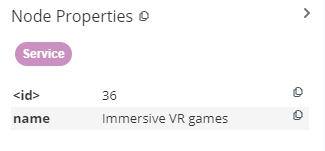 Node Properties
Service
<id> 36
name Immersive VR games